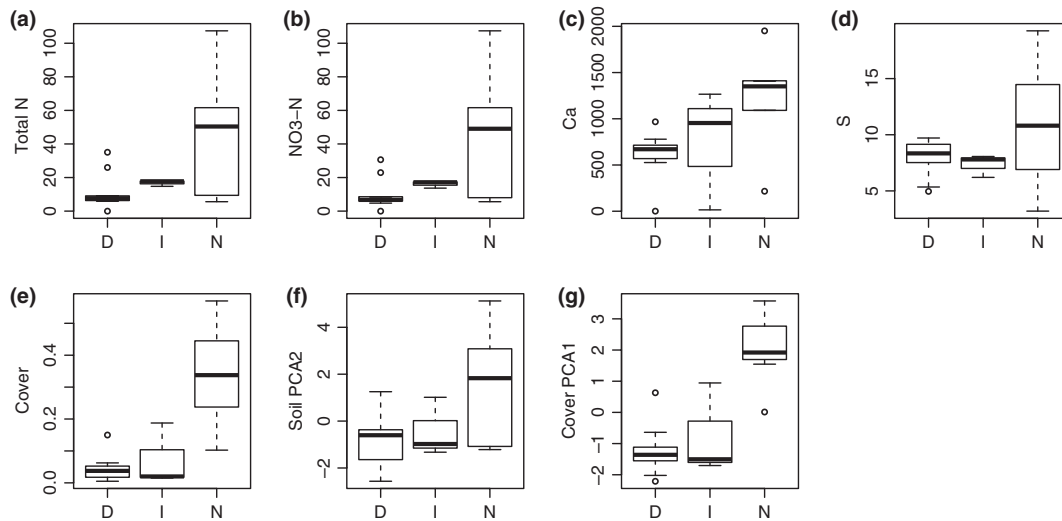 (a)
Total N
0 20 40 60 80 100
D I N
(b)
NO3−N
0 20 40 60 80 100
D I N
(c)
Ca
0 500 1000 1500 2000
D I N
(d)
S
5 10 15
D I N
(e)
Cover
0.0 0.2 0.4
D I N
(f)
Soil PCA2
−2 0 2 4
D I N
(g)
Cover PCA1
−2 −1 0 1 2 3
D I N